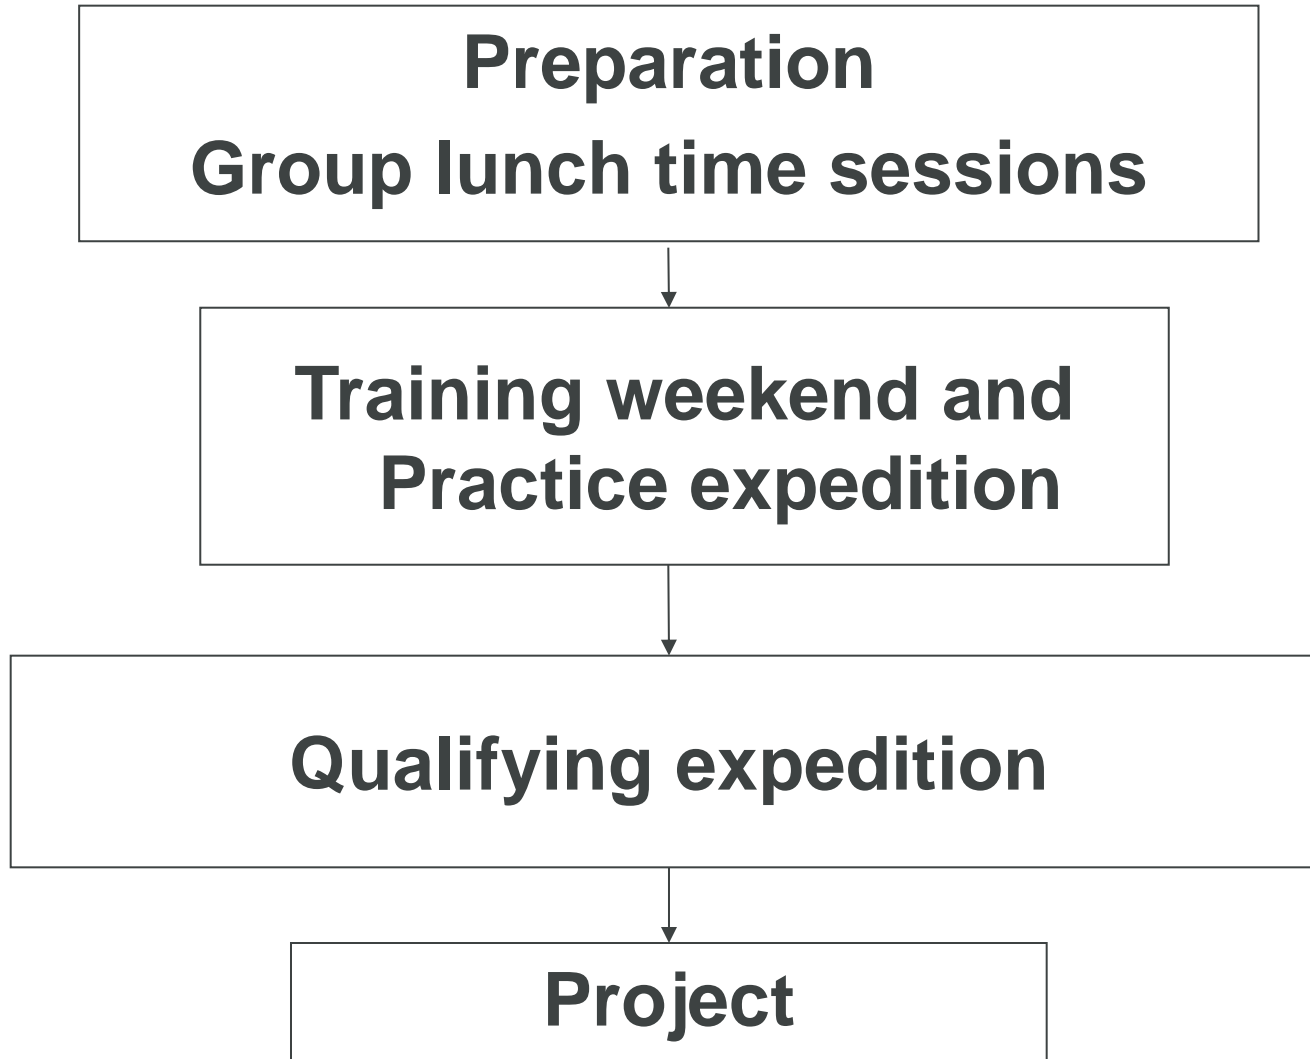 Preparation
Group lunch time sessions
Training weekend and
Practice expedition
Qualifying expedition
Project